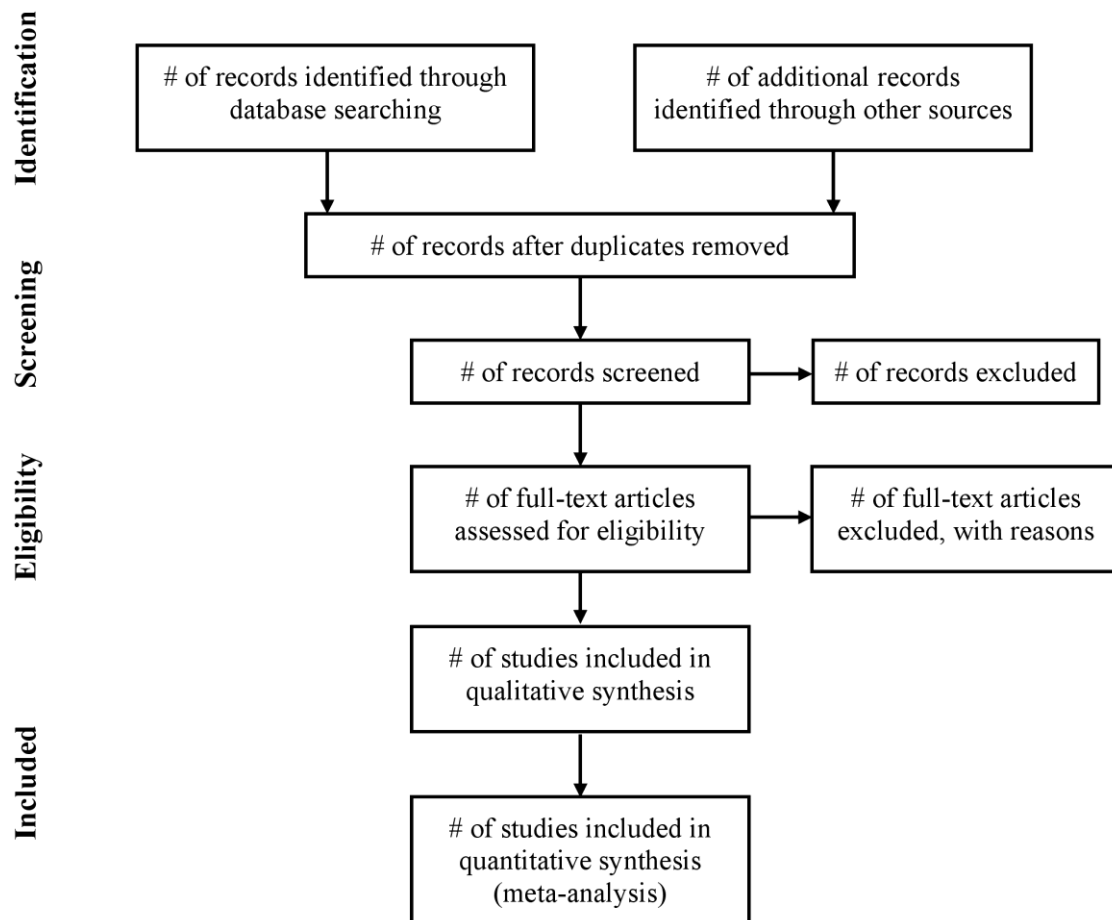 Identification
# of records identified through
database searching
# of additional records
identified through other sources
# of records after duplicates removed
Screening
# of records screened
# of records excluded
Eligibility
# of full-text articles
assessed for eligibility
# of full-text articles
excluded, with reasons
Included
# of studies included in
qualitative synthesis
# of studies included in
quantitative synthesis
(meta-analysis)